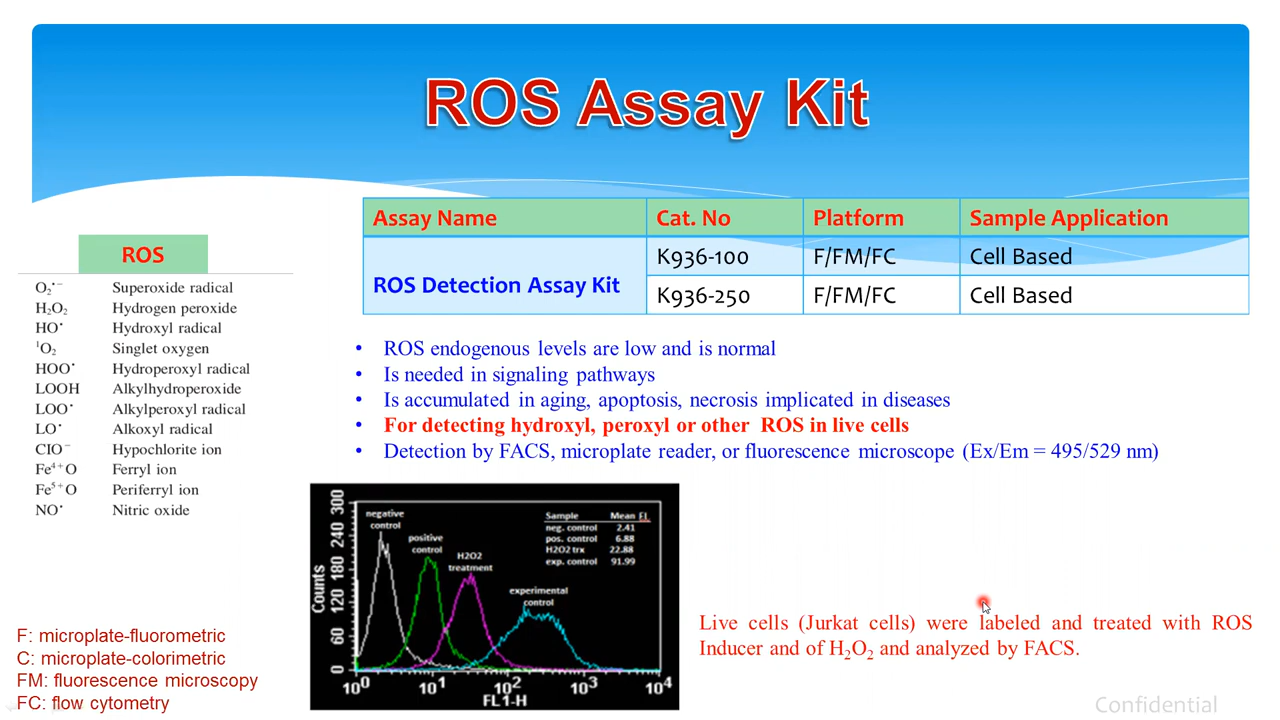 ROS Assay Kit
Assay Name Cat. No Platform Sample Application
ROS Detection Assay Kit
K936-100 F/FM/FC Cell Based
K936-250 F/FM/FC Cell Based
ROS
O₂•⁻ Superoxide radical
H₂O₂ Hydrogen peroxide
HO• Hydroxyl radical
¹O₂ Singlet oxygen
HOO• Hydroperoxyl radical
LOOH Alkylhydroperoxide
LOO• Alkylperoxyl radical
LO• Alkoxyl radical
ClO⁻ Hypochlorite ion
Fe⁴⁺O Ferryl ion
Fe⁵⁺O Periferryl ion
NO• Nitric oxide
• ROS endogenous levels are low and is normal
• Is needed in signaling pathways
• Is accumulated in aging, apoptosis, necrosis implicated in diseases
• For detecting hydroxyl, peroxyl or other ROS in live cells
• Detection by FACS, microplate reader, or fluorescence microscope (Ex/Em = 495/529 nm)
Counts
300
240
180
120
60
0
negative
control
positive
control
H2O2
treatment
experimental
control
Sample Mean FL
neg. control 2.41
pos. control 6.88
H2O2 trx 22.88
exp. control 91.99
10⁰ 10¹ 10² 10³ 10⁴
FL1-H
Live cells (Jurkat cells) were labeled and treated with ROS
Inducer and of H₂O₂ and analyzed by FACS.
F: microplate-fluorometric
C: microplate-colorimetric
FM: fluorescence microscopy
FC: flow cytometry
Confidential